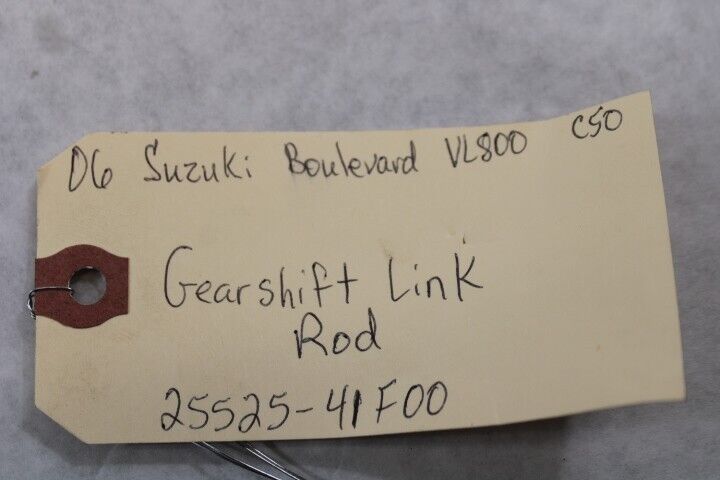 06 Suzuki Boulevard VL800 C50
Gearshift Link
Rod
25525-41F00